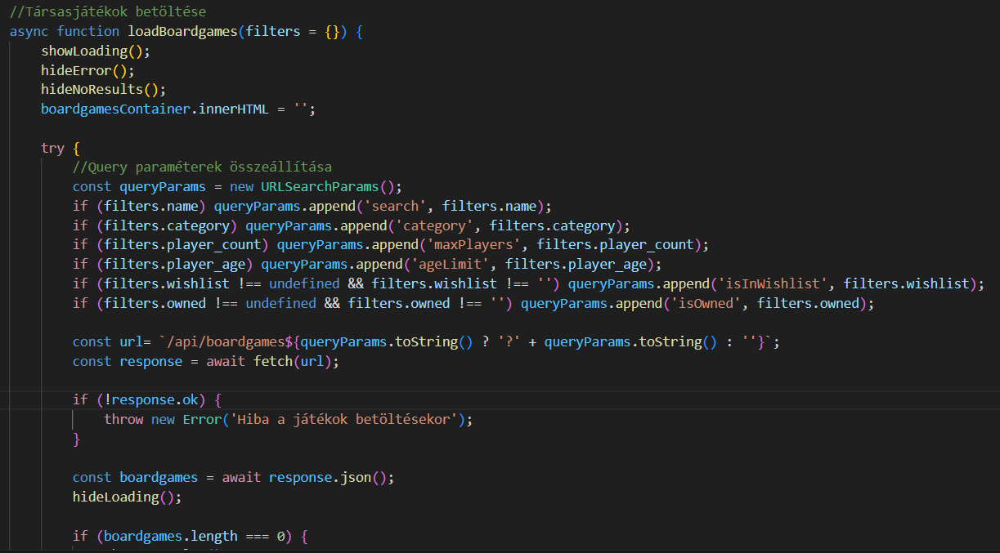 //Társasjátékok betöltése
async function loadBoardgames(filters = {}) {
    showLoading();
    hideError();
    hideNoResults();
    boardgamesContainer.innerHTML = '';

    try {
        //Query paraméterek összeállítása
        const queryParams = new URLSearchParams();
        if (filters.name) queryParams.append('search', filters.name);
        if (filters.category) queryParams.append('category', filters.category);
        if (filters.player_count) queryParams.append('maxPlayers', filters.player_count);
        if (filters.player_age) queryParams.append('ageLimit', filters.player_age);
        if (filters.wishlist !== undefined && filters.wishlist !== '') queryParams.append('isInWishlist', filters.wishlist);
        if (filters.owned !== undefined && filters.owned !== '') queryParams.append('isOwned', filters.owned);

        const url= `/api/boardgames${queryParams.toString() ? '?' + queryParams.toString() : ''}`;
        const response = await fetch(url);

        if (!response.ok) {
            throw new Error('Hiba a játékok betöltésekor');
        }

        const boardgames = await response.json();
        hideLoading();

        if (boardgames.length === 0) {